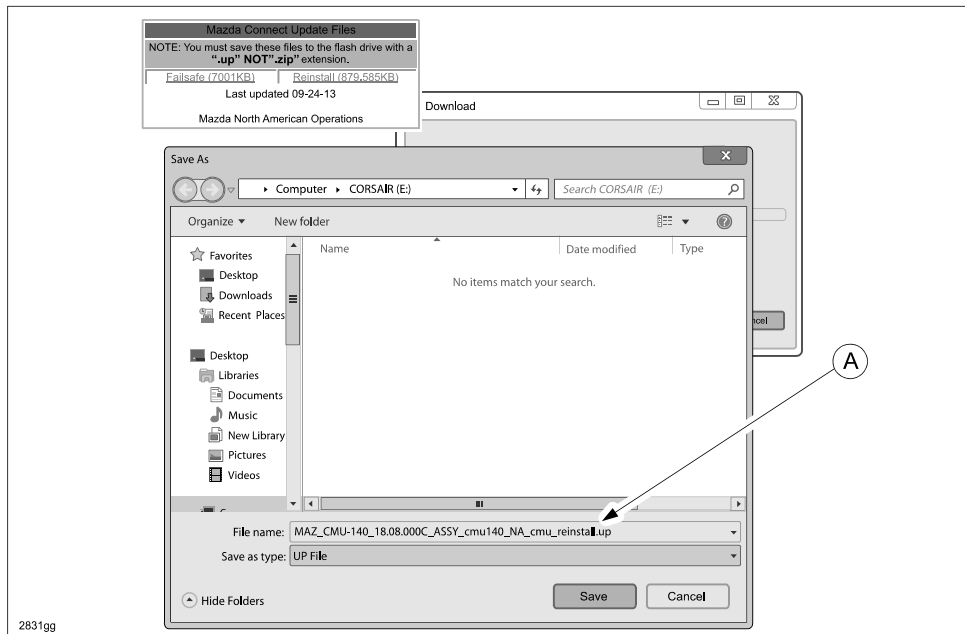 Mazda Connect Update Files
NOTE: You must save these files to the flash drive with a
“.up” NOT”.zip” extension.
Failsafe (7001KB) Reinstall (879,585KB)
Last updated 09-24-13
Mazda North American Operations
Download
Save As
Computer CORSAIR (E:) Search CORSAIR (E:)
Organize New folder
Name Date modified Type
No items match your search.
Favorites
Desktop
Downloads
Recent Places
Desktop
Libraries
Documents
Music
New Library
Pictures
Videos
ncel
A
File name: MAZ_CMU-140_18.08.000C_ASSY_cmu140_NA_cmu_reinstall.up
Save as type: UP File
Hide Folders Save Cancel
2831gg